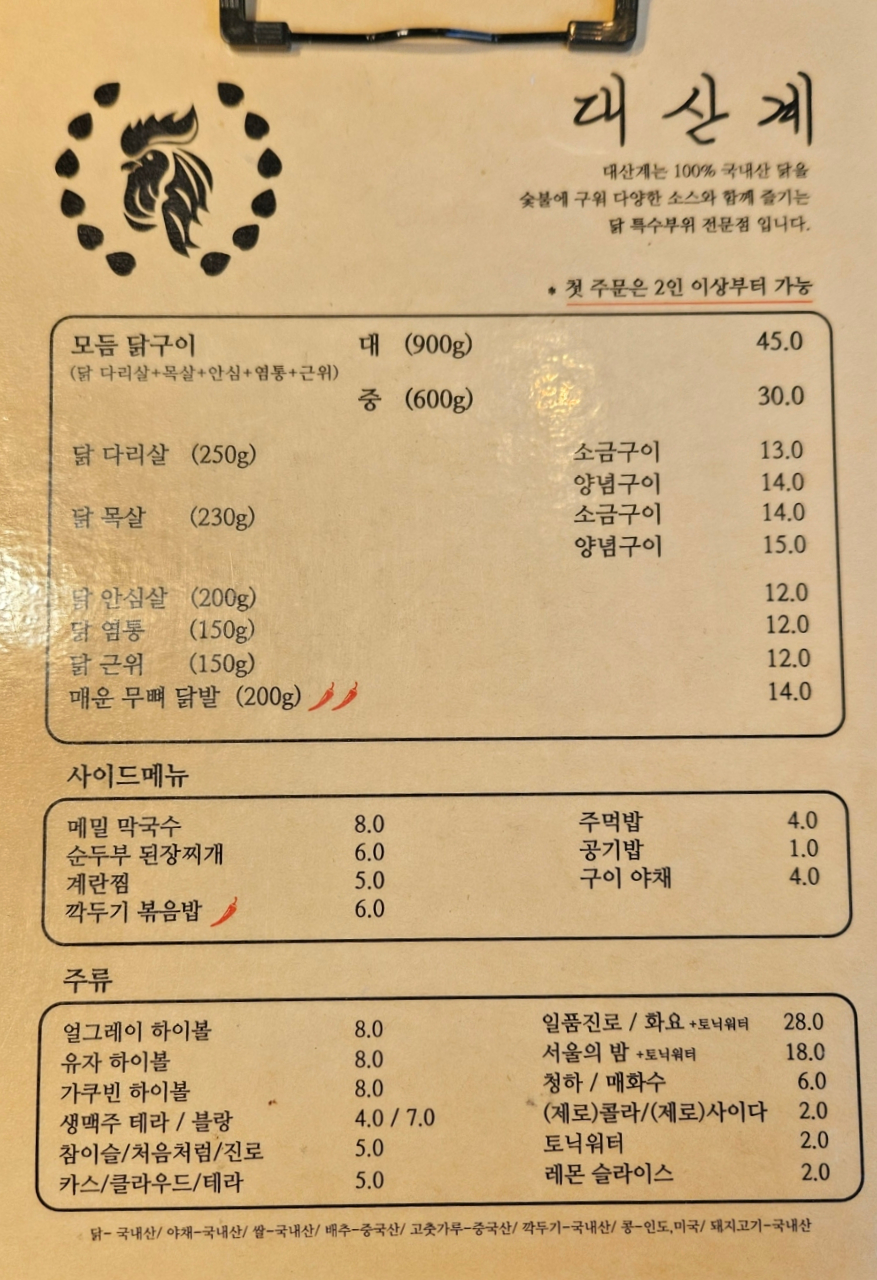 대산계
대산계는 100% 국내산 닭을
숯불에 구워 다양한 소스와 함께 즐기는
닭 특수부위 전문점 입니다.
* 첫 주문은 2인 이상부터 가능
모듬 닭구이 대 (900g) 45.0
(닭 다리살+목살+안심+염통+근위)
중 (600g) 30.0
닭 다리살 (250g) 소금구이 13.0
양념구이 14.0
닭 목살 (230g) 소금구이 14.0
양념구이 15.0
닭 안심살 (200g) 12.0
닭 염통 (150g) 12.0
닭 근위 (150g) 12.0
매운 무뼈 닭발 (200g) 14.0
사이드메뉴
메밀 막국수 8.0
순두부 된장찌개 6.0
계란찜 5.0
깍두기 볶음밥 6.0
주먹밥 4.0
공기밥 1.0
구이 야채 4.0
주류
얼그레이 하이볼 8.0
유자 하이볼 8.0
가쿠빈 하이볼 8.0
생맥주 테라 / 블랑 4.0 / 7.0
참이슬/처음처럼/진로 5.0
카스/클라우드/테라 5.0
일품진로 / 화요 +토닉워터 28.0
서울의 밤 +토닉워터 18.0
청하 / 매화수 6.0
(제로)콜라/(제로)사이다 2.0
토닉워터 2.0
레몬 슬라이스 2.0
닭- 국내산/ 야채-국내산/ 쌀-국내산/ 배추-중국산/ 고춧가루-중국산/ 깍두기-국내산/ 콩-인도,미국/ 돼지고기-국내산